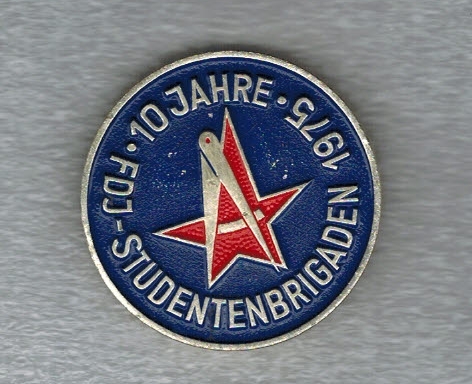 10 JAHRE • 1975
• FDJ-STUDENTENBRIGADEN